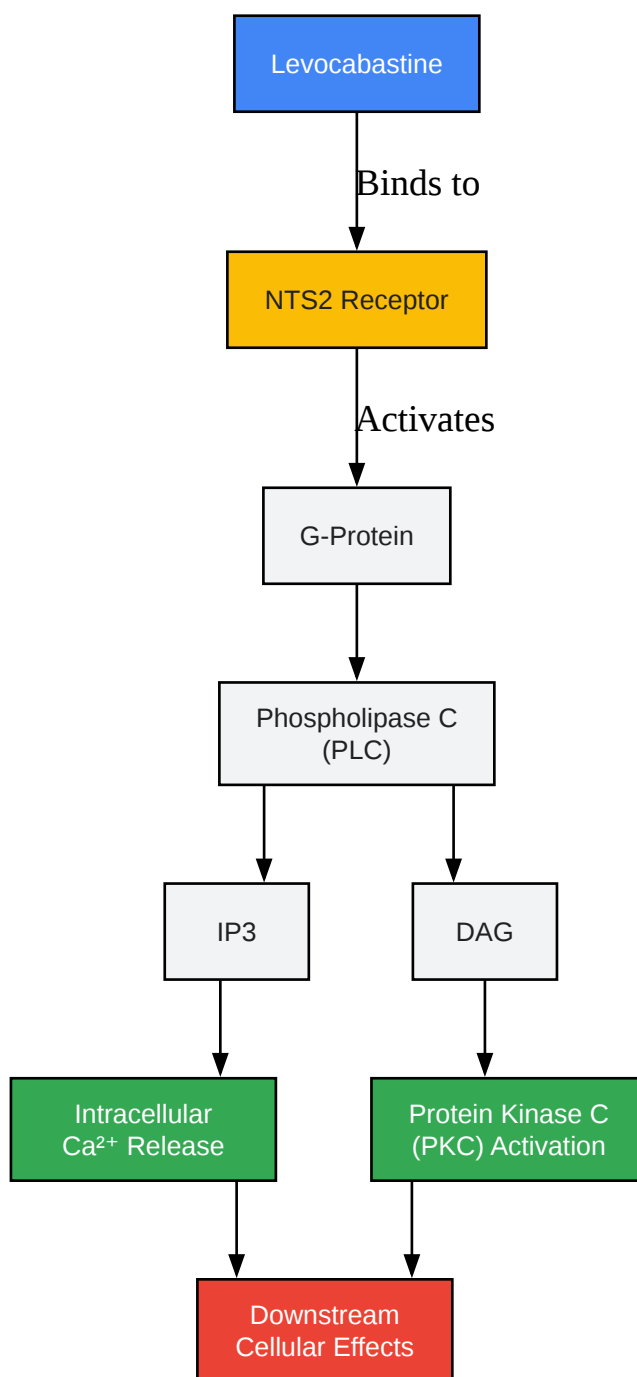 Levocabastine
Binds to
NTS2 Receptor
Activates
G-Protein
Phospholipase C
(PLC)
IP3
DAG
Intracellular
Ca²⁺ Release
Protein Kinase C
(PKC) Activation
Downstream
Cellular Effects